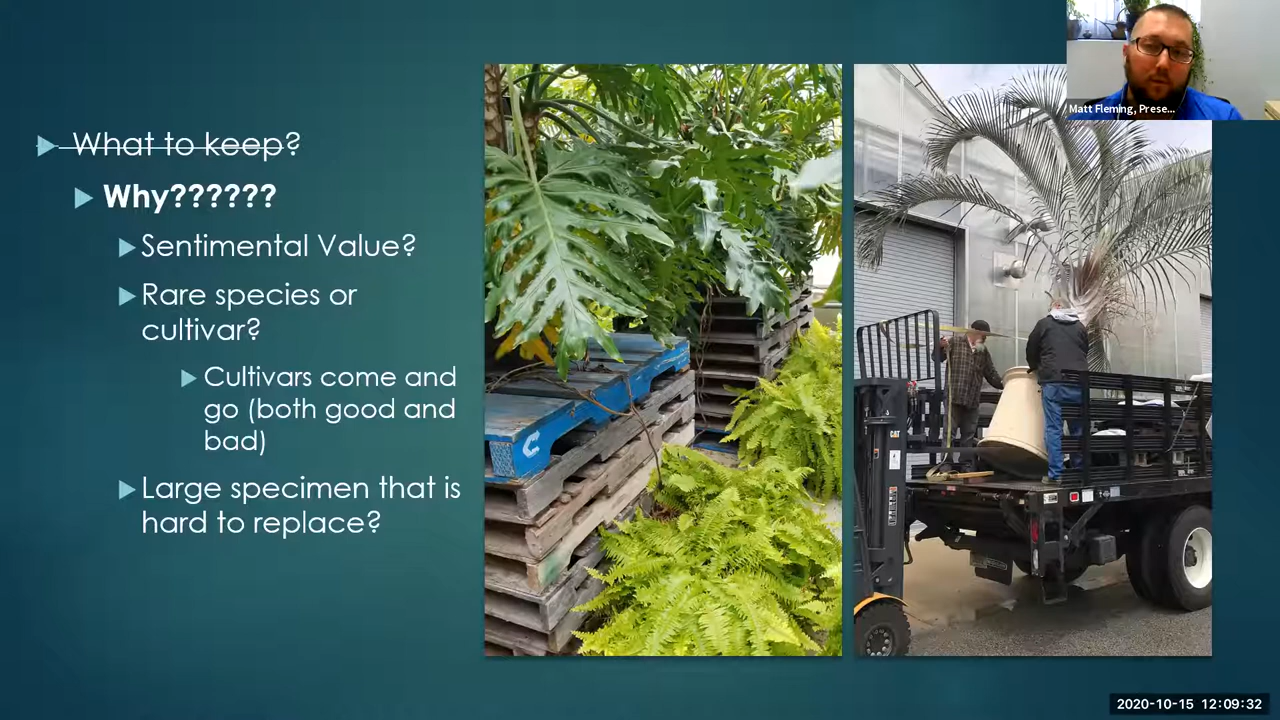 What to keep?
Why??????
Sentimental Value?
Rare species or
cultivar?
Cultivars come and
go (both good and
bad)
Large specimen that is
hard to replace?
C
CAT
Matt Fleming, Prese...
2020-10-15 12:09:32